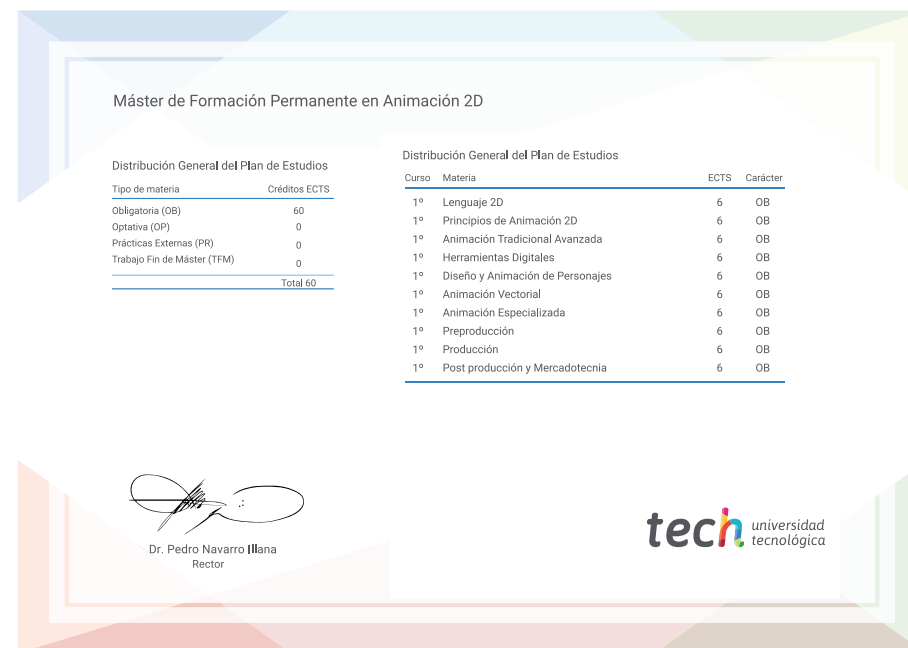 Máster de Formación Permanente en Animación 2D
Distribución General del Plan de Estudios
Tipo de materia Créditos ECTS
Obligatoria (OB) 60
Optativa (OP) 0
Prácticas Externas (PR) 0
Trabajo Fin de Máster (TFM) 0
Total 60
Distribución General del Plan de Estudios
Curso Materia ECTS Carácter
1º Lenguaje 2D 6 OB
1º Principios de Animación 2D 6 OB
1º Animación Tradicional Avanzada 6 OB
1º Herramientas Digitales 6 OB
1º Diseño y Animación de Personajes 6 OB
1º Animación Vectorial 6 OB
1º Animación Especializada 6 OB
1º Preproducción 6 OB
1º Producción 6 OB
1º Post producción y Mercadotecnia 6 OB
Dr. Pedro Navarro Illana
Rector
tech universidad
tecnológica